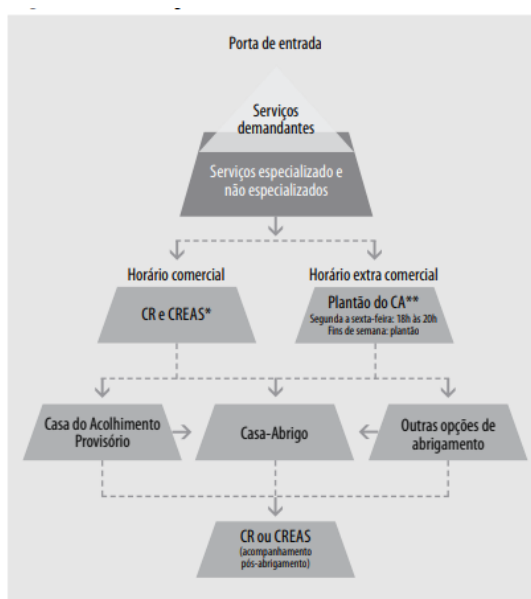 Porta de entrada
Serviços
demandantes
Serviços especializado e
não especializados
Horário comercial
Horário extra comercial
CR e CREAS*
Plantão do CA**
Segunda a sexta-feira: 18h às 20h
Fins de semana: plantão
Casa do Acolhimento
Provisório
Casa-Abrigo
Outras opções de
abrigamento
CR ou CREAS
(acompanhamento
pós-abrigamento)